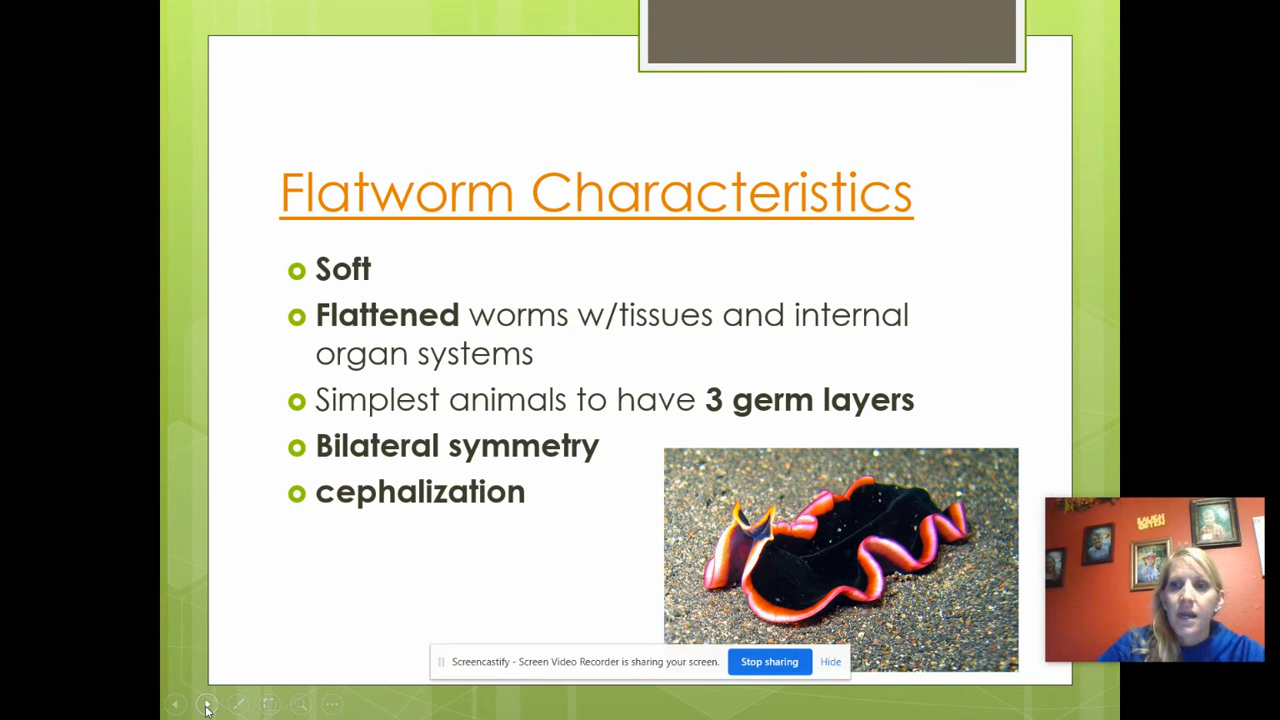 Flatworm Characteristics
Soft
Flattened worms w/tissues and internal
organ systems
Simplest animals to have 3 germ layers
Bilateral symmetry
cephalization
Screencastify - Screen Video Recorder is sharing your screen.
Stop sharing
Hide